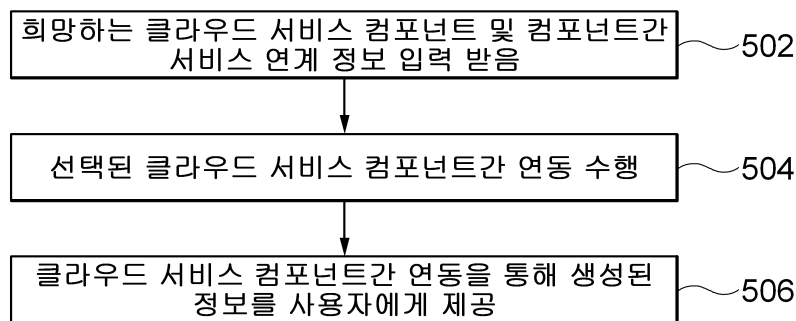 희망하는 클라우드 서비스 컴포넌트 및 컴포넌트간
서비스 연계 정보 입력 받음
502
선택된 클라우드 서비스 컴포넌트간 연동 수행
504
클라우드 서비스 컴포넌트간 연동을 통해 생성된
정보를 사용자에게 제공
506